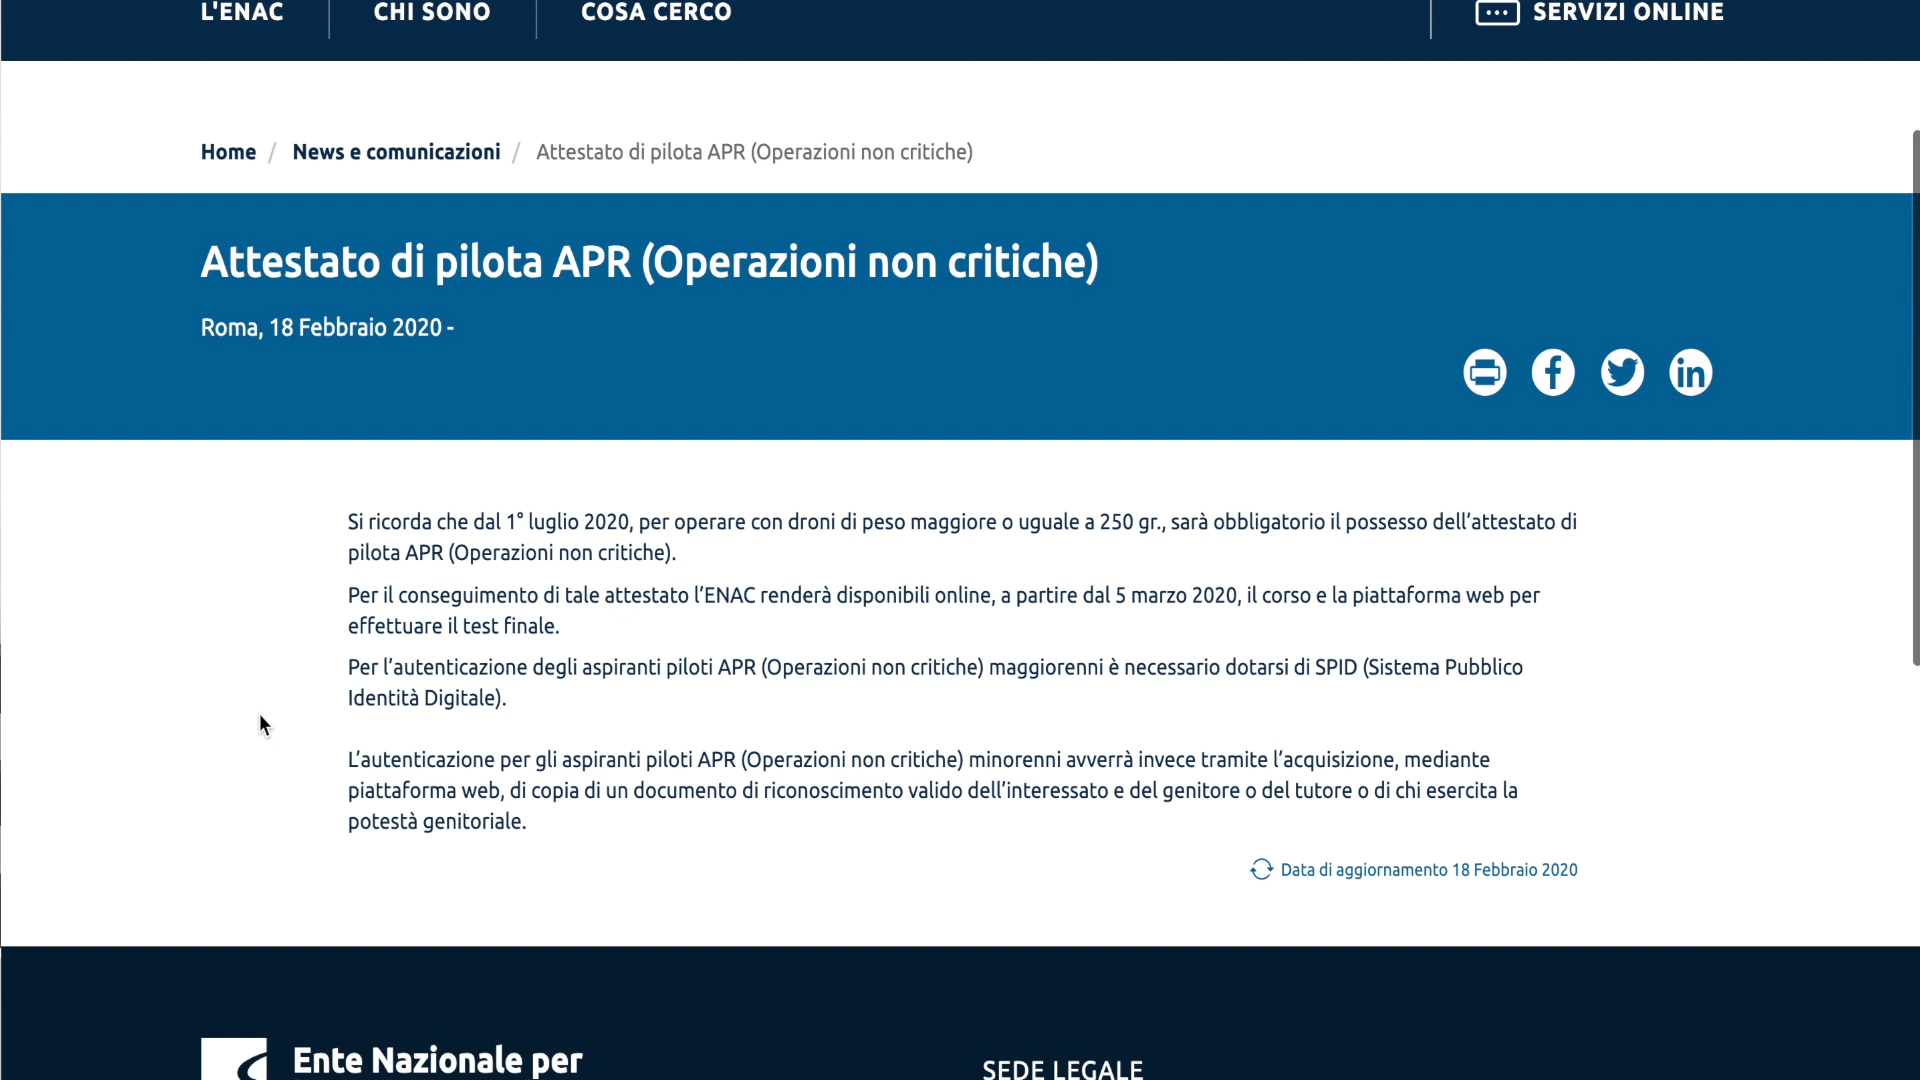 L'ENAC
CHI SONO
COSA CERCO
SERVIZI ONLINE
Home / News e comunicazioni / Attestato di pilota APR (Operazioni non critiche)
Attestato di pilota APR (Operazioni non critiche)
Roma, 18 Febbraio 2020 -
Si ricorda che dal 1° luglio 2020, per operare con droni di peso maggiore o uguale a 250 gr., sarà obbligatorio il possesso dell’attestato di
pilota APR (Operazioni non critiche).
Per il conseguimento di tale attestato l’ENAC renderà disponibili online, a partire dal 5 marzo 2020, il corso e la piattaforma web per
effettuare il test finale.
Per l’autenticazione degli aspiranti piloti APR (Operazioni non critiche) maggiorenni è necessario dotarsi di SPID (Sistema Pubblico
Identità Digitale).
L’autenticazione per gli aspiranti piloti APR (Operazioni non critiche) minorenni avverrà invece tramite l’acquisizione, mediante
piattaforma web, di copia di un documento di riconoscimento valido dell’interessato e del genitore o del tutore o di chi esercita la
potestà genitoriale.
Data di aggiornamento 18 Febbraio 2020
Ente Nazionale per
SEDE LEGALE